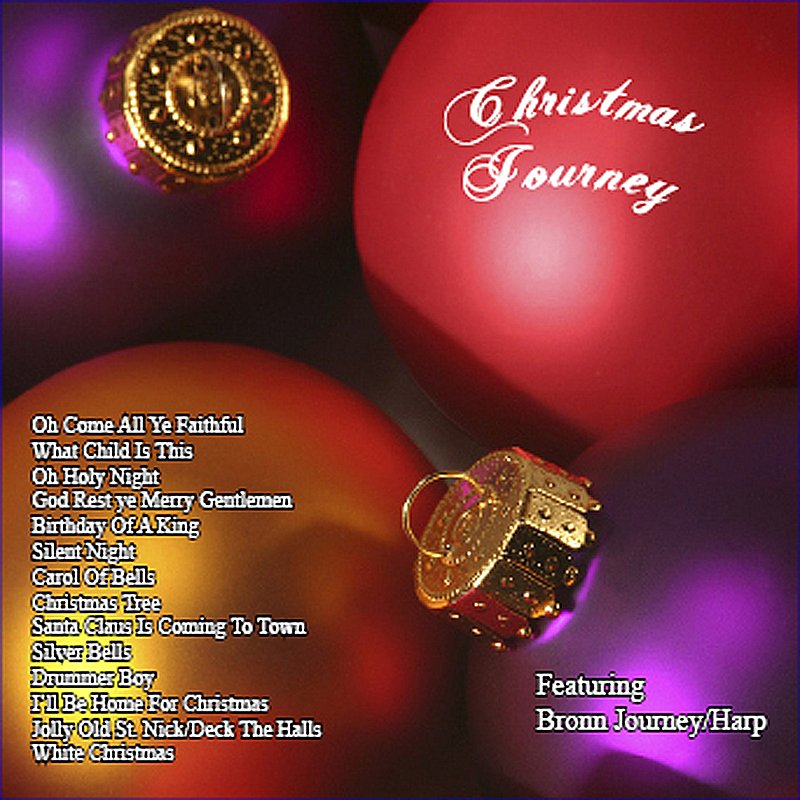 Christmas
Journey
Oh Come All Ye Faithful
What Child Is This
Oh Holy Night
God Rest ye Merry Gentlemen
Birthday Of A King
Silent Night
Carol Of Bells
Christmas Tree
Santa Claus Is Coming To Town
Silver Bells
Drummer Boy
I'll Be Home For Christmas
Jolly Old St. Nick/Deck The Halls
White Christmas
Featuring
Bronn Journey/Harp